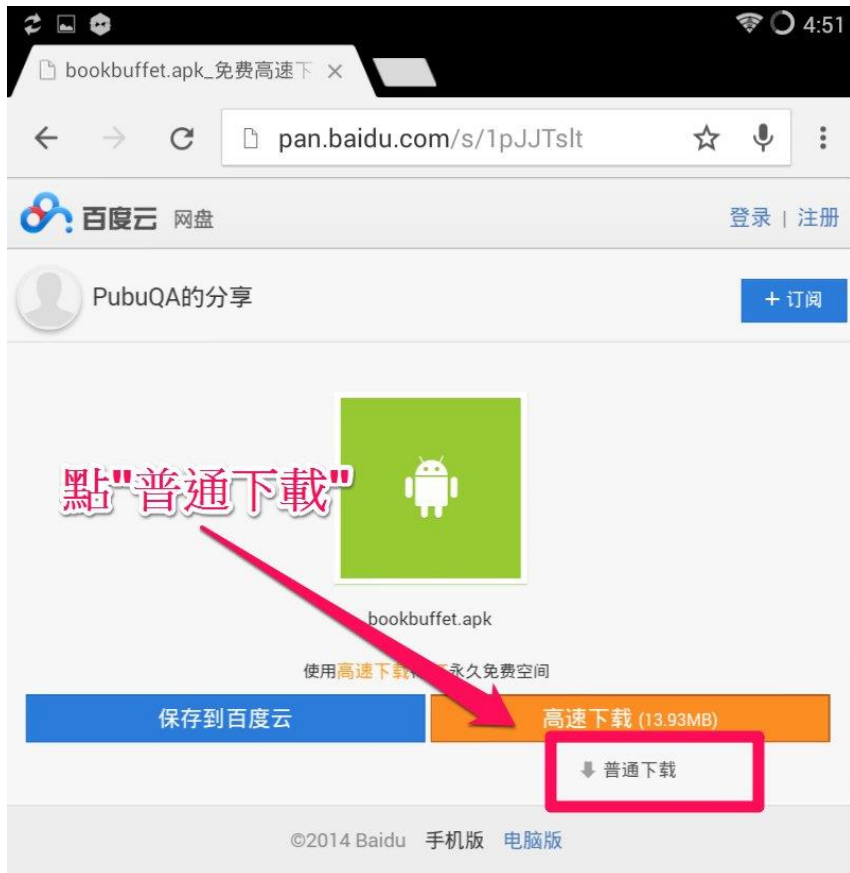 4:51
bookbuffet.apk_免费高速下
pan.baidu.com/s/1pJJTslt
百度云 网盘
登录 | 注册
PubuQA的分享
+ 订阅
點"普通下載"
bookbuffet.apk
使用高速下载 永久免费空间
保存到百度云
高速下载 (13.93MB)
普通下载
©2014 Baidu 手机版 电脑版